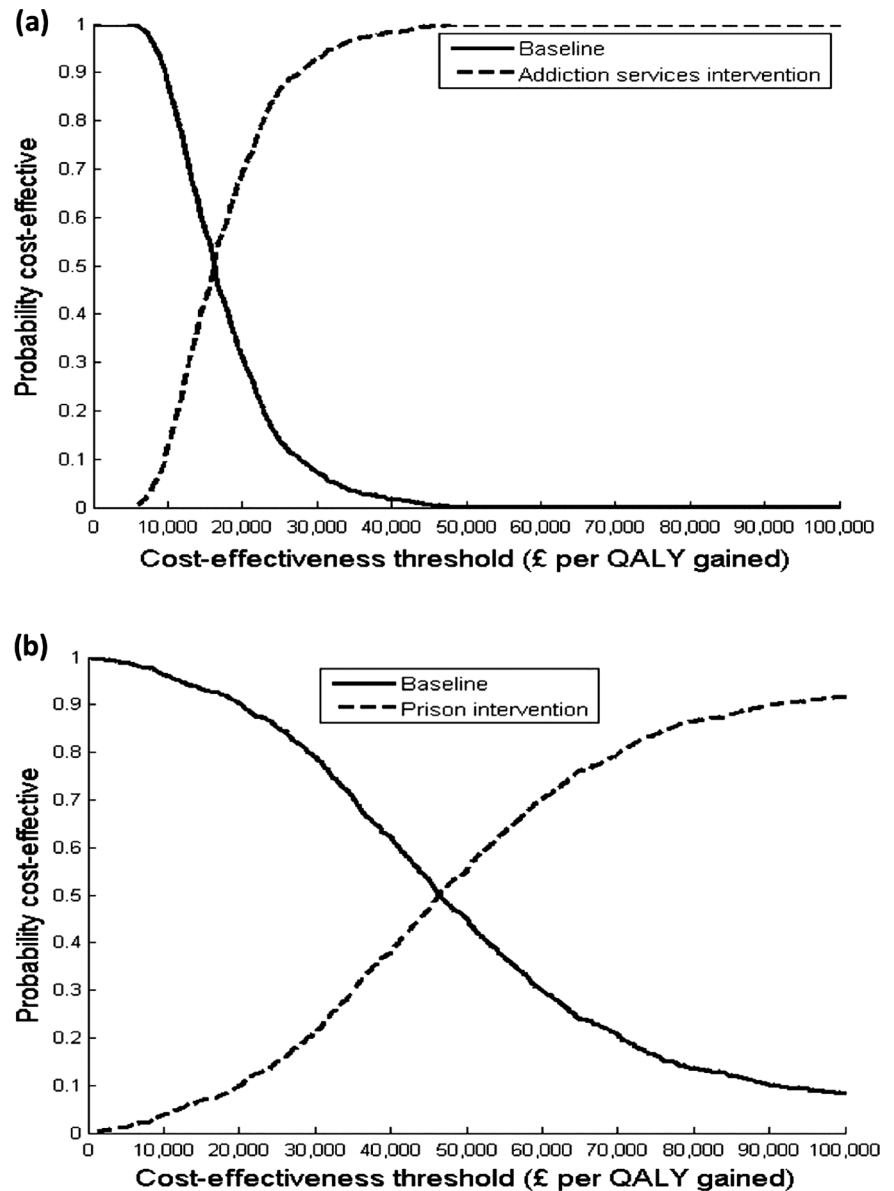 (a)
Probability cost-effective
1
0.9
0.8
0.7
0.6
0.5
0.4
0.3
0.2
0.1
0
Baseline
Addiction services intervention
0 10,000 20,000 30,000 40,000 50,000 60,000 70,000 80,000 90,000 100,000
Cost-effectiveness threshold (£ per QALY gained)
(b)
Probability cost-effective
1
0.9
0.8
0.7
0.6
0.5
0.4
0.3
0.2
0.1
0
Baseline
Prison intervention
0 10,000 20,000 30,000 40,000 50,000 60,000 70,000 80,000 90,000 100,000
Cost-effectiveness threshold (£ per QALY gained)